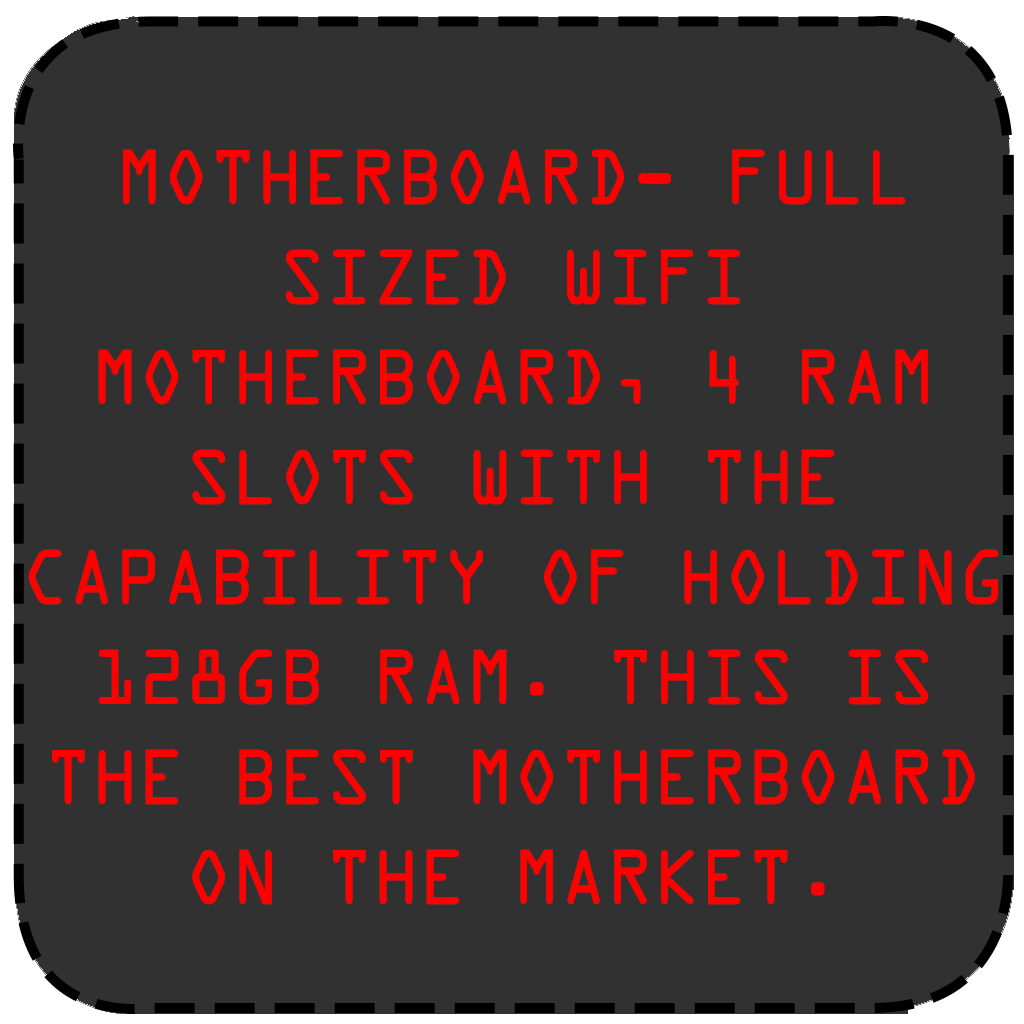 MOTHERBOARD- FULL
SIZED WIFI
MOTHERBOARD, 4 RAM
SLOTS WITH THE
CAPABILITY OF HOLDING
128GB RAM. THIS IS
THE BEST MOTHERBOARD
ON THE MARKET.